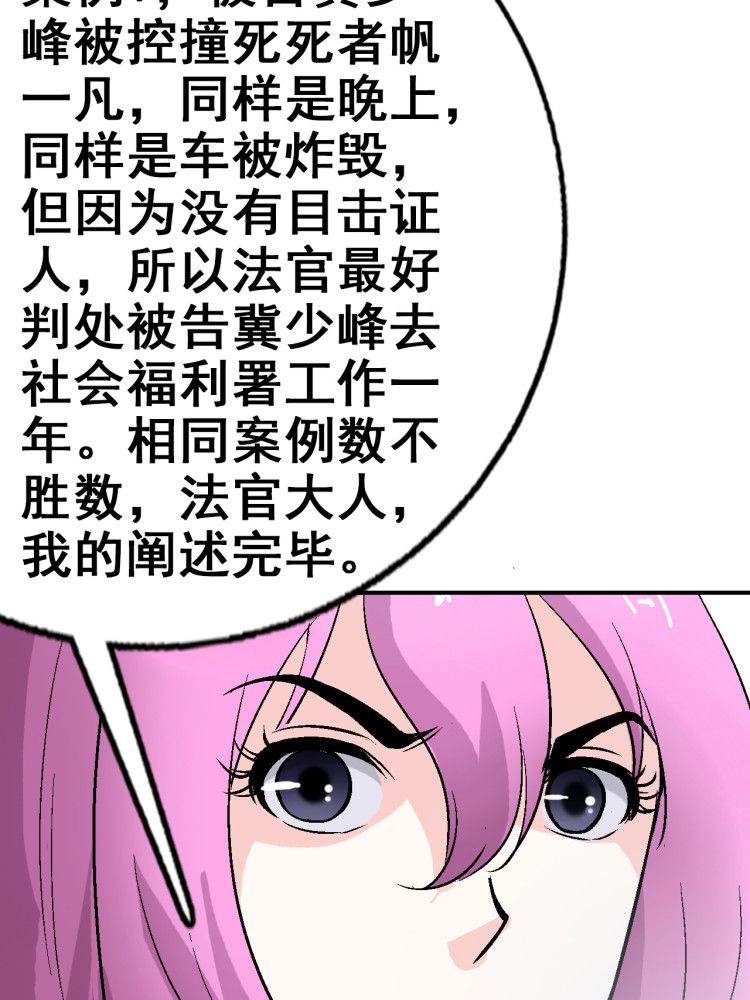 峰被控撞死死者帆
一凡，同样是晚上，
同样是车被炸毁，
但因为没有目击证
人，所以法官最好
判处被告冀少峰去
社会福利署工作一
年。相同案例数不
胜数，法官大人，
我的阐述完毕。